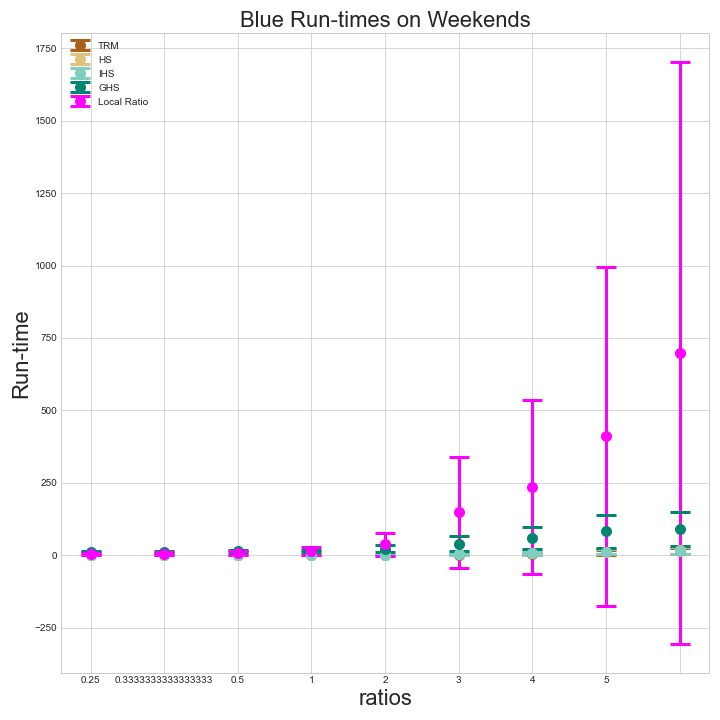 Blue Run-times on Weekends
TRM
HS
IHS
GHS
Local Ratio
1750
1500
1250
1000
750
500
250
0
−250
Run-time
0.25 0.3333333333333333 0.5 1 2 3 4 5
ratios